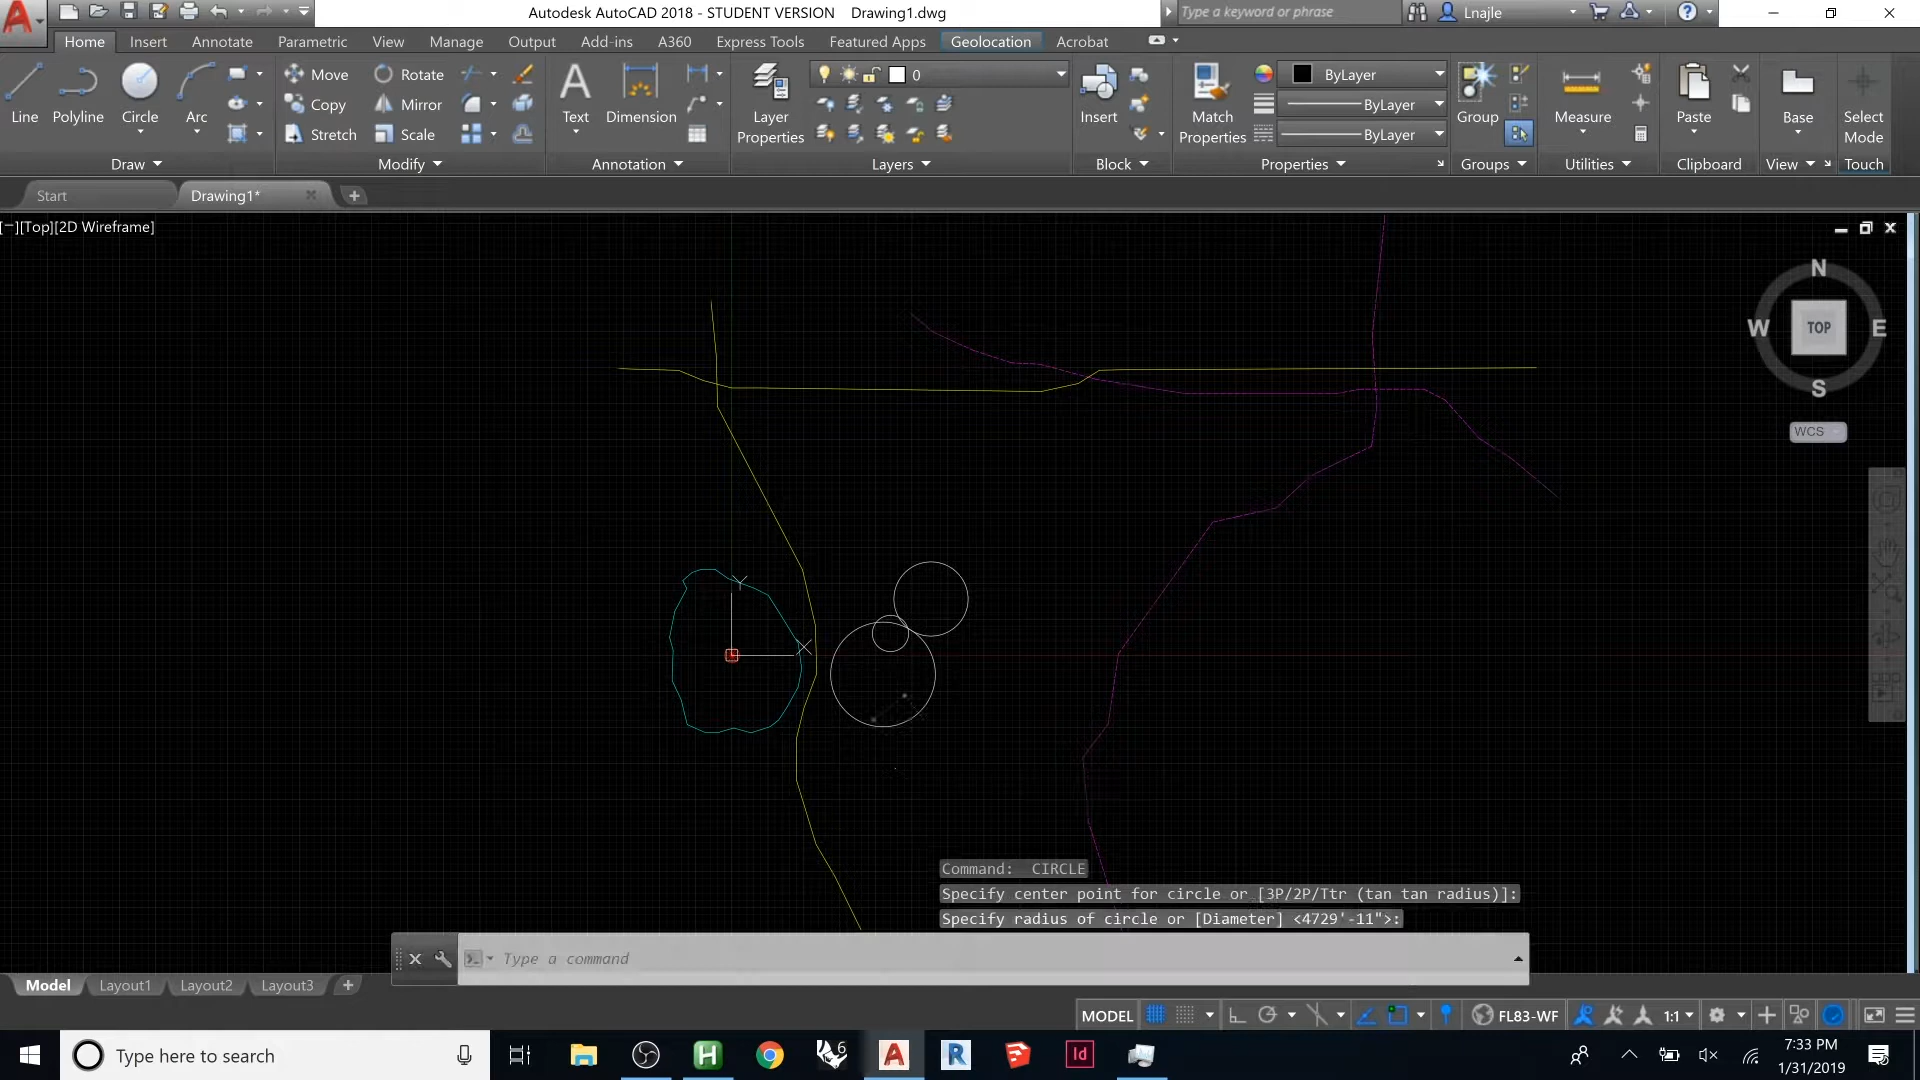 Autodesk AutoCAD 2018 - STUDENT VERSION    Drawing1.dwg
Type a keyword or phrase
Lnajle
Home
Insert
Annotate
Parametric
View
Manage
Output
Add-ins
A360
Express Tools
Featured Apps
Geolocation
Acrobat
Line
Polyline
Circle
Arc
Move
Rotate
Copy
Mirror
Stretch
Scale
Text
Dimension
Layer
Properties
0
Insert
Match
Properties
ByLayer
ByLayer
ByLayer
Group
Measure
Paste
Base
Select
Mode
Draw
Modify
Annotation
Layers
Block
Properties
Groups
Utilities
Clipboard
View
Touch
Start
Drawing1*
[−][Top][2D Wireframe]
N
W
TOP
E
S
WCS
Y
X
Command:  CIRCLE
Specify center point for circle or [3P/2P/Ttr (tan tan radius)]:
Specify radius of circle or [Diameter] <4729'-11">:
Type a command
Model
Layout1
Layout2
Layout3
MODEL
FL83-WF
1:1
Type here to search
H
6
A
R
Id
7:33 PM
1/31/2019